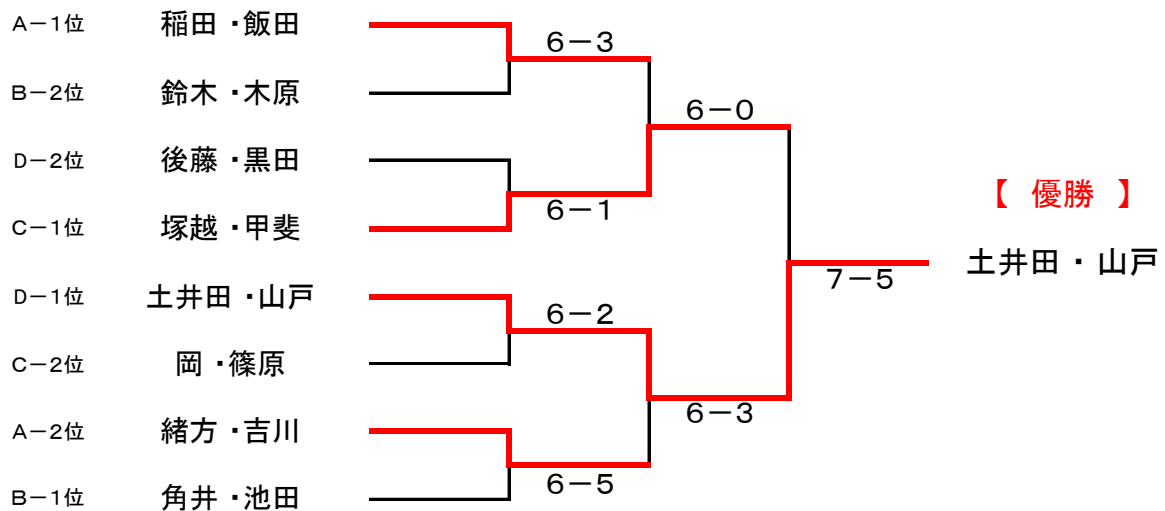 A－1位 稲田・飯田
6－3
B－2位 鈴木・木原
6－0
D－2位 後藤・黒田
【 優勝 】
6－1
C－1位 塚越・甲斐
土井田・山戸
7－5
D－1位 土井田・山戸
6－2
C－2位 岡・篠原
6－3
A－2位 緒方・吉川
6－5
B－1位 角井・池田